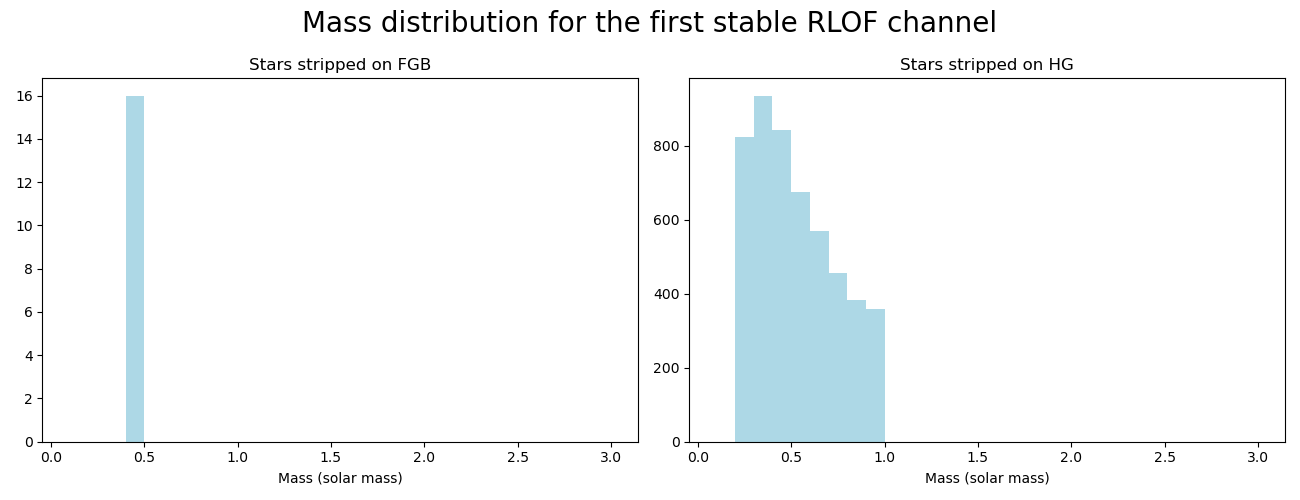 Mass distribution for the first stable RLOF channel
Stars stripped on FGB
16
14
12
10
8
6
4
2
0
0.0 0.5 1.0 1.5 2.0 2.5 3.0
Mass (solar mass)
Stars stripped on HG
800
600
400
200
0
0.0 0.5 1.0 1.5 2.0 2.5 3.0
Mass (solar mass)